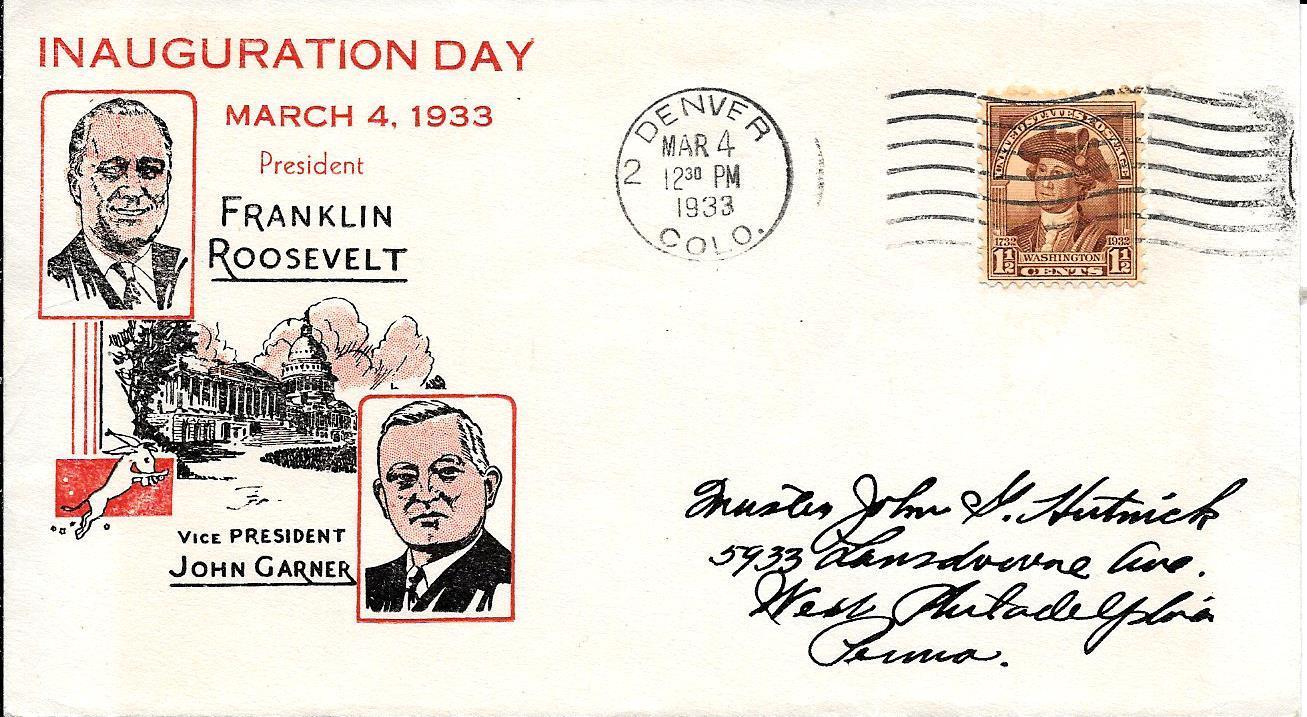 INAUGURATION DAY
MARCH 4, 1933
President
FRANKLIN
ROOSEVELT
VICE PRESIDENT
JOHN GARNER
DENVER
MAR 4
2 12 30 PM
1933
COLO.
UNITED STATES POSTAGE
1732 1932
WASHINGTON
1½ CENTS 1½
Master John G. Hutnick
5933 Lansdowne Ave.
West Philadelphia
Penna.